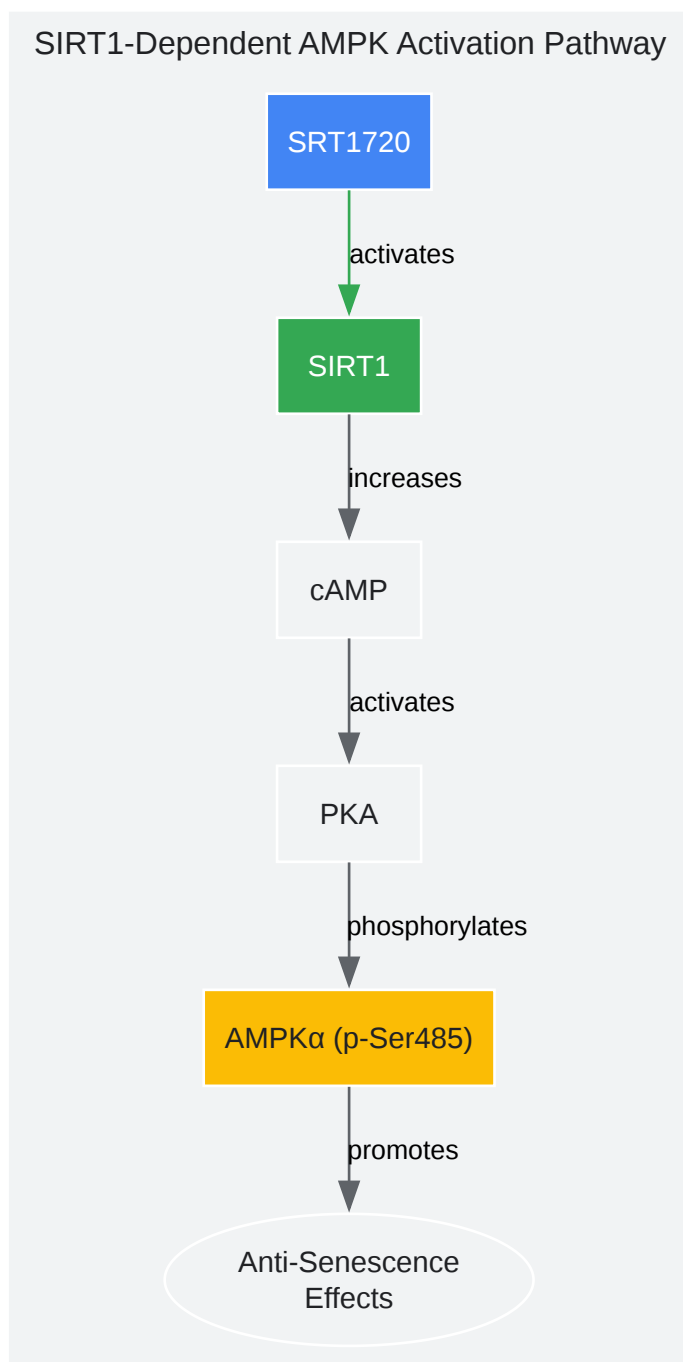 SIRT1-Dependent AMPK Activation Pathway
SRT1720
activates
SIRT1
increases
cAMP
activates
PKA
phosphorylates
AMPKα (p-Ser485)
promotes
Anti-Senescence
Effects